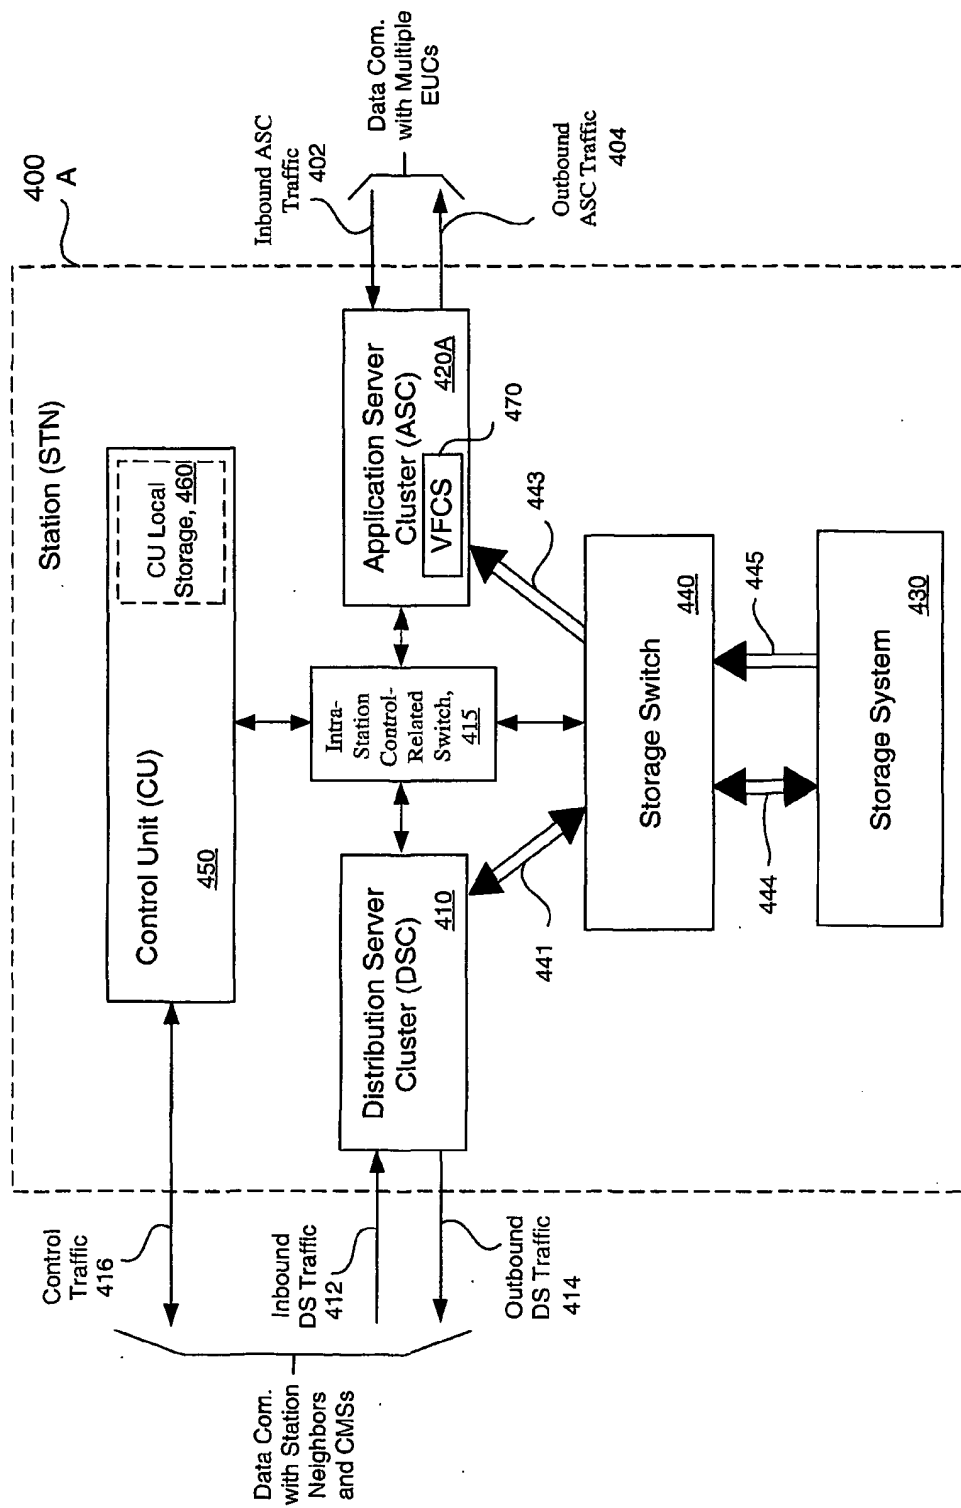 400
A
Station (STN)
Control Traffic
416
Control Unit (CU)
450
CU Local
Storage, 460
Data Com.
with Station
Neighbors
and CMSs
Inbound
DS Traffic
412
Outbound
DS Traffic
414
Distribution Server
Cluster (DSC)
410
Intra-
Station
Control-
Related
Switch,
415
Application Server
Cluster (ASC)
420A
VFCS
470
Inbound ASC
Traffic
402
Outbound
ASC Traffic
404
Data Com.
with Multiple
EUCs
441
443
Storage Switch
440
444
445
Storage System
430